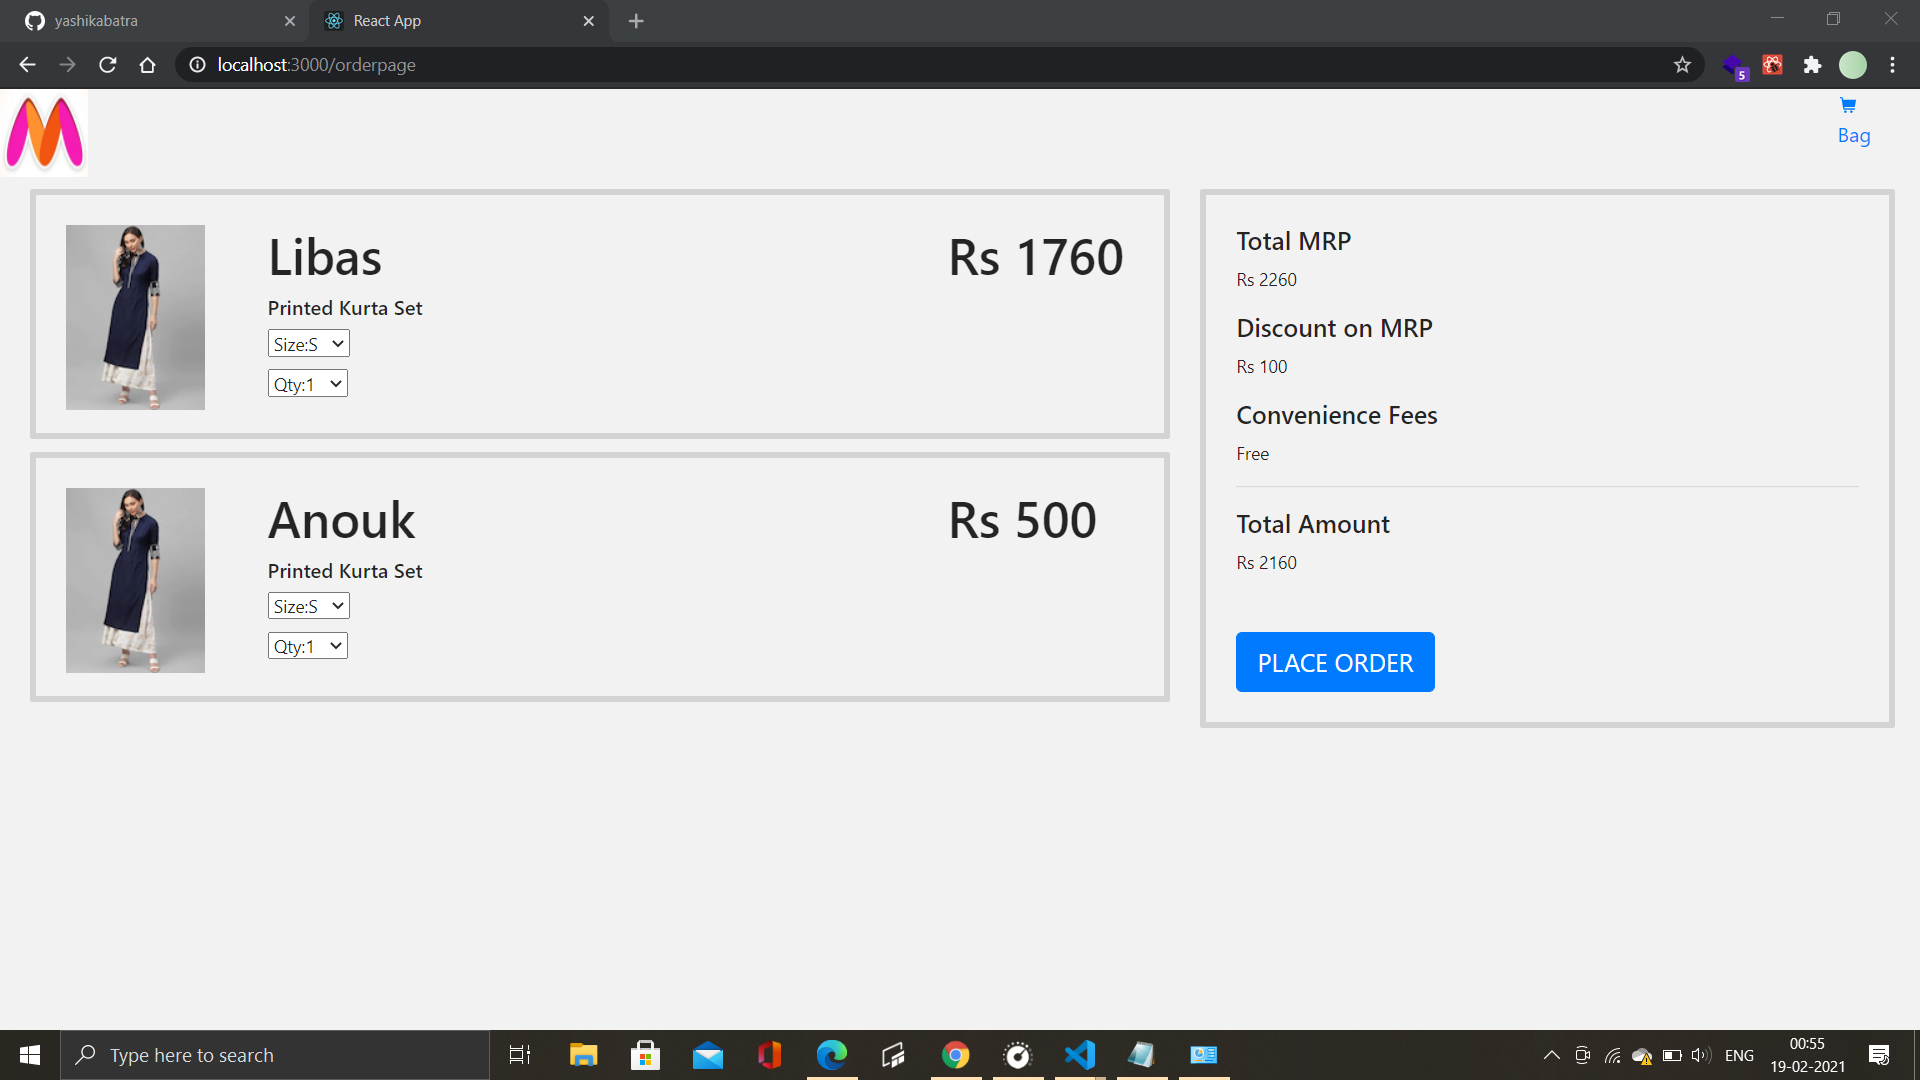 yashikabatra
React App
localhost:3000/orderpage
5
Bag
Libas
Rs 1760
Printed Kurta Set
Size:S
Qty:1
Anouk
Rs 500
Printed Kurta Set
Size:S
Qty:1
Total MRP
Rs 2260
Discount on MRP
Rs 100
Convenience Fees
Free
Total Amount
Rs 2160
PLACE ORDER
Type here to search
ENG
00:55
19-02-2021